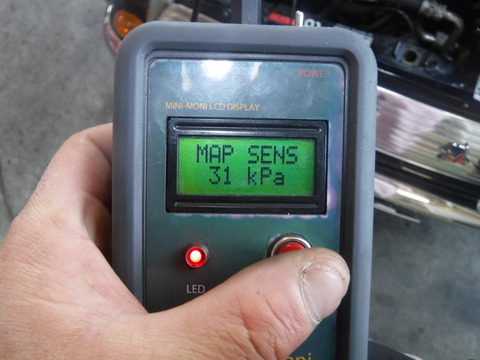 POWER
MINI-MONI LCD DISPLAY
MAP SENS
31 kPa
LED